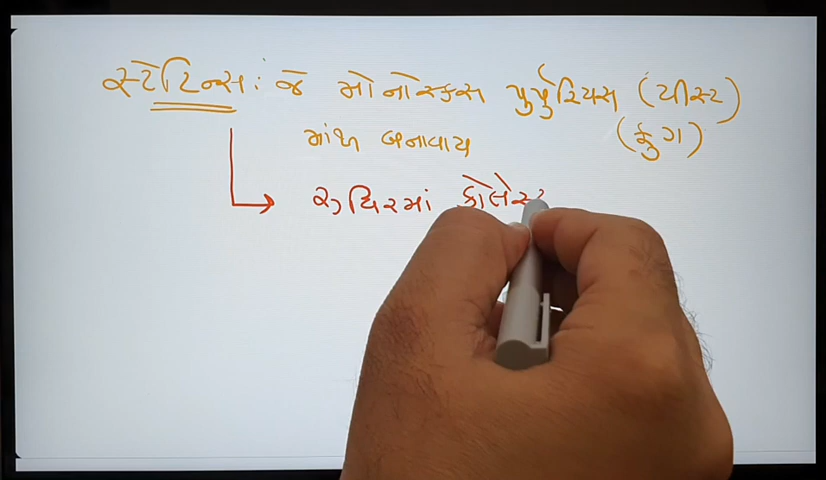 સ્ટેટિન્સ : જે મોનોસ્કસ પુર્પુરિયસ (યીસ્ટ)
માંથી બનાવાય (ફુગ)
રુધિરમાં કોલેસ્ટ